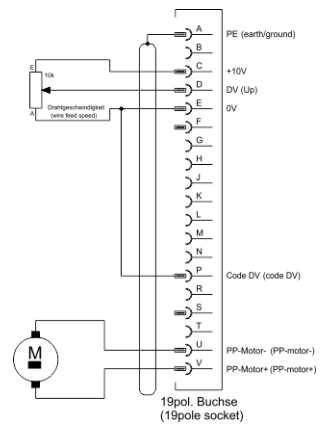 A PE (earth/ground)
B
E
C +10V
10k
D DV (Up)
Drahtgeschwindigkeit
E 0V
A
(wire feed speed)
F
G
H
J
K
L
M
N
P Code DV (code DV)
R
S
T
U PP-Motor- (PP-motor-)
M
V PP-Motor+ (PP-motor+)
19pol. Buchse
(19pole socket)